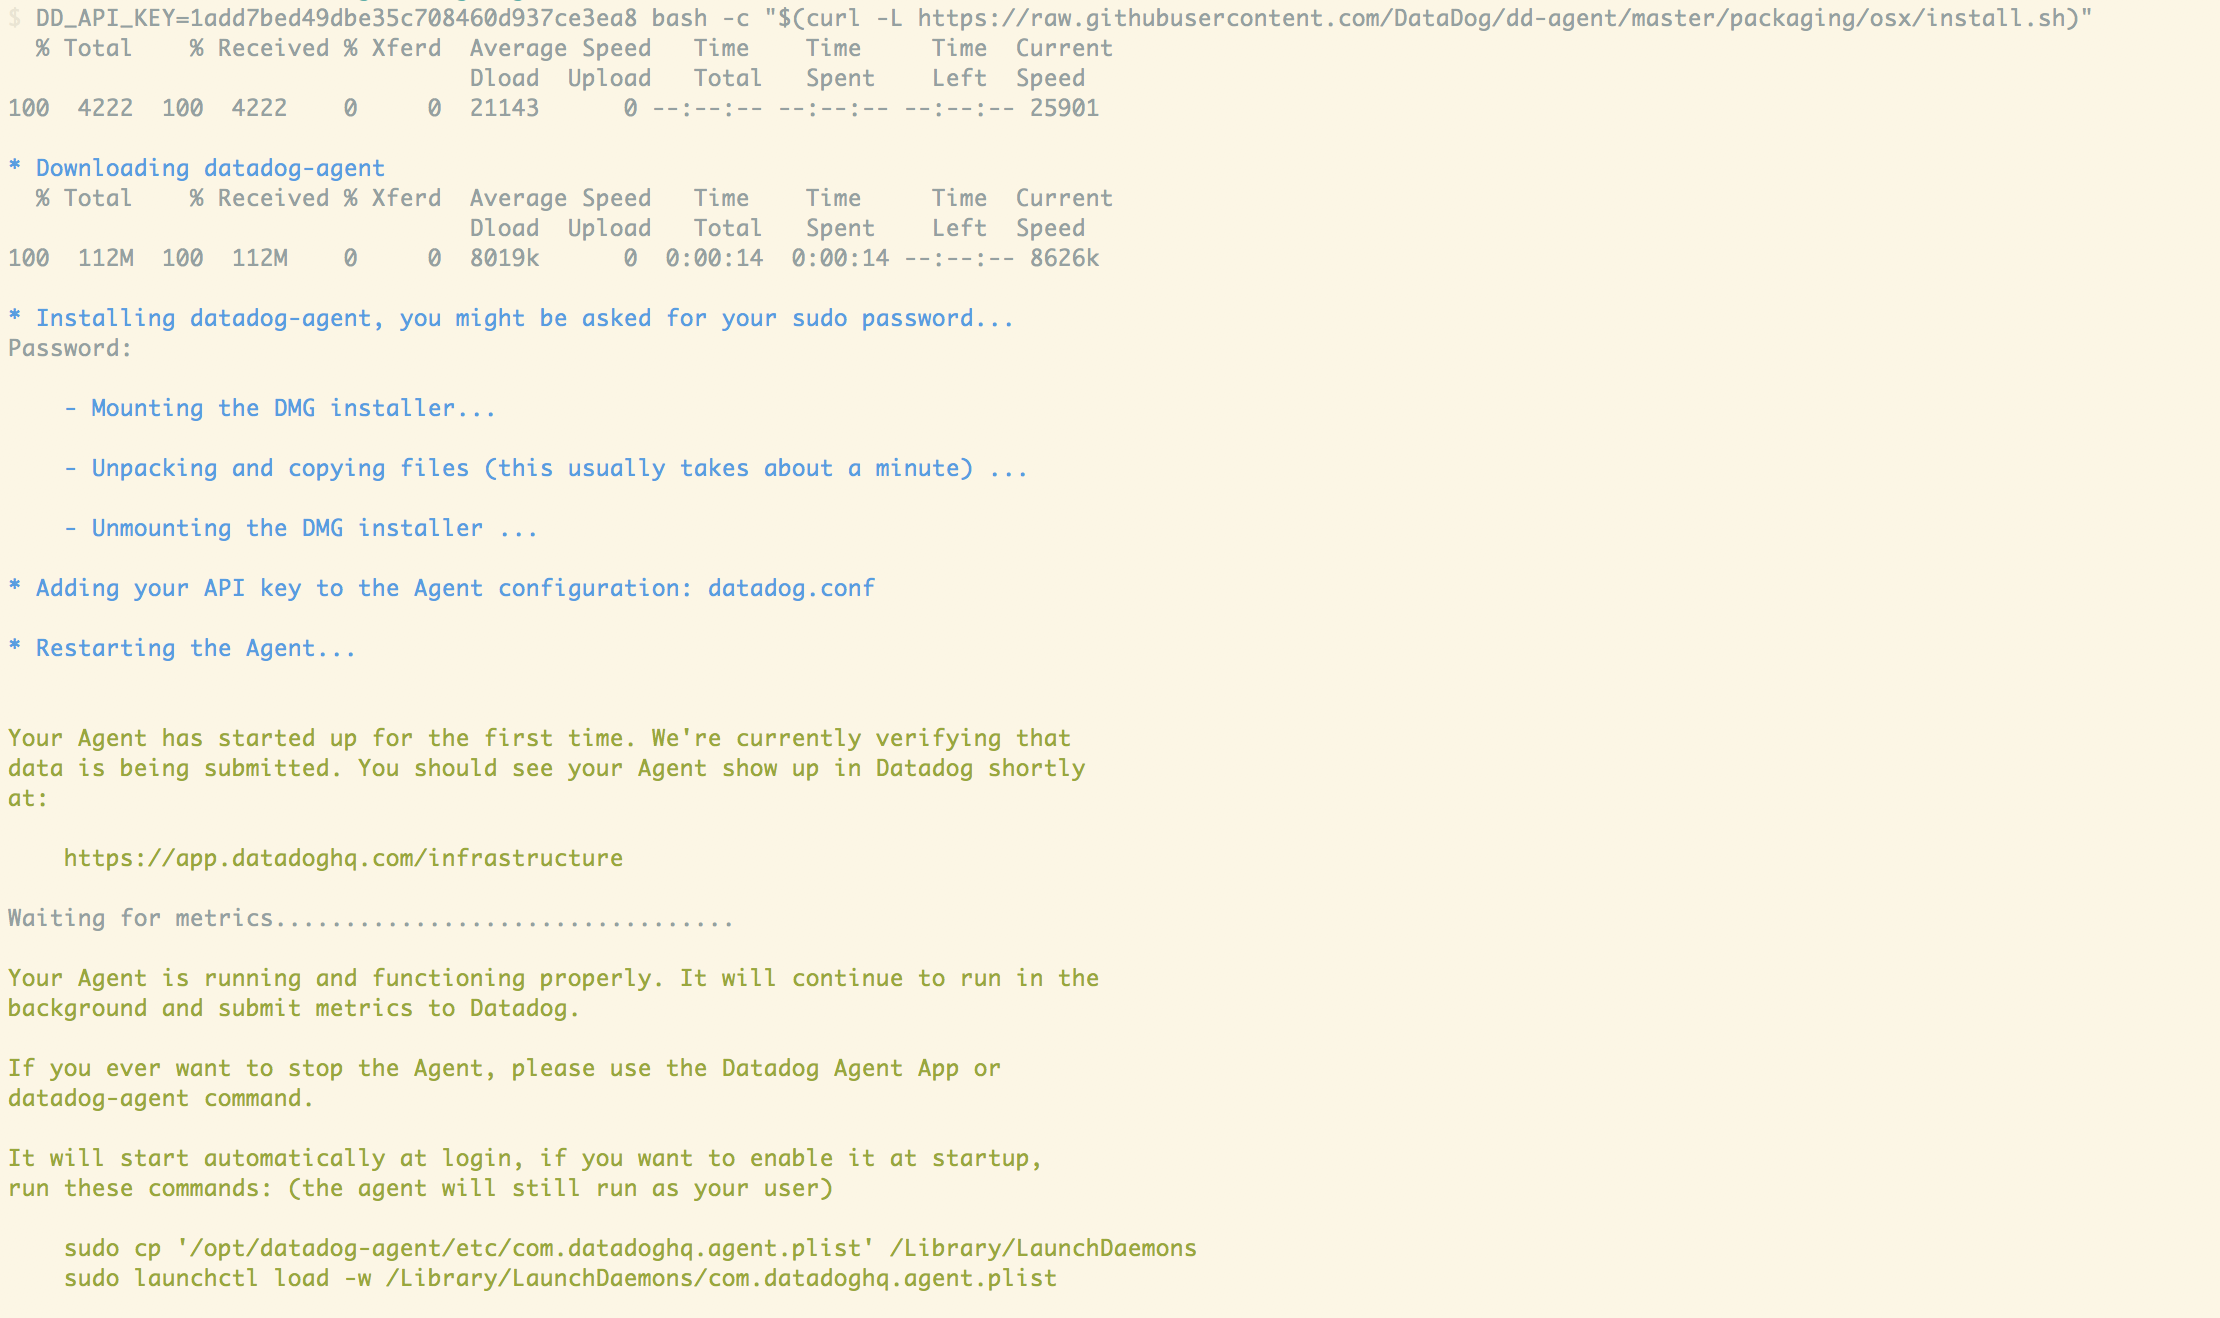 $ DD_API_KEY=1add7bed49dbe35c708460d937ce3ea8 bash -c "$(curl -L https://raw.githubusercontent.com/DataDog/dd-agent/master/packaging/osx/install.sh)"
  % Total    % Received % Xferd  Average Speed   Time    Time     Time  Current
                                 Dload  Upload   Total   Spent    Left  Speed
100  4222  100  4222    0     0  21143      0 --:--:-- --:--:-- --:--:-- 25901
* Downloading datadog-agent
  % Total    % Received % Xferd  Average Speed   Time    Time     Time  Current
                                 Dload  Upload   Total   Spent    Left  Speed
100  112M  100  112M    0     0  8019k      0  0:00:14  0:00:14 --:--:-- 8626k
* Installing datadog-agent, you might be asked for your sudo password...
Password:
    - Mounting the DMG installer...
    - Unpacking and copying files (this usually takes about a minute) ...
    - Unmounting the DMG installer ...
* Adding your API key to the Agent configuration: datadog.conf
* Restarting the Agent...
Your Agent has started up for the first time. We're currently verifying that
data is being submitted. You should see your Agent show up in Datadog shortly
at:
    https://app.datadoghq.com/infrastructure
Waiting for metrics.................................
Your Agent is running and functioning properly. It will continue to run in the
background and submit metrics to Datadog.
If you ever want to stop the Agent, please use the Datadog Agent App or
datadog-agent command.
It will start automatically at login, if you want to enable it at startup,
run these commands: (the agent will still run as your user)
    sudo cp '/opt/datadog-agent/etc/com.datadoghq.agent.plist' /Library/LaunchDaemons
    sudo launchctl load -w /Library/LaunchDaemons/com.datadoghq.agent.plist